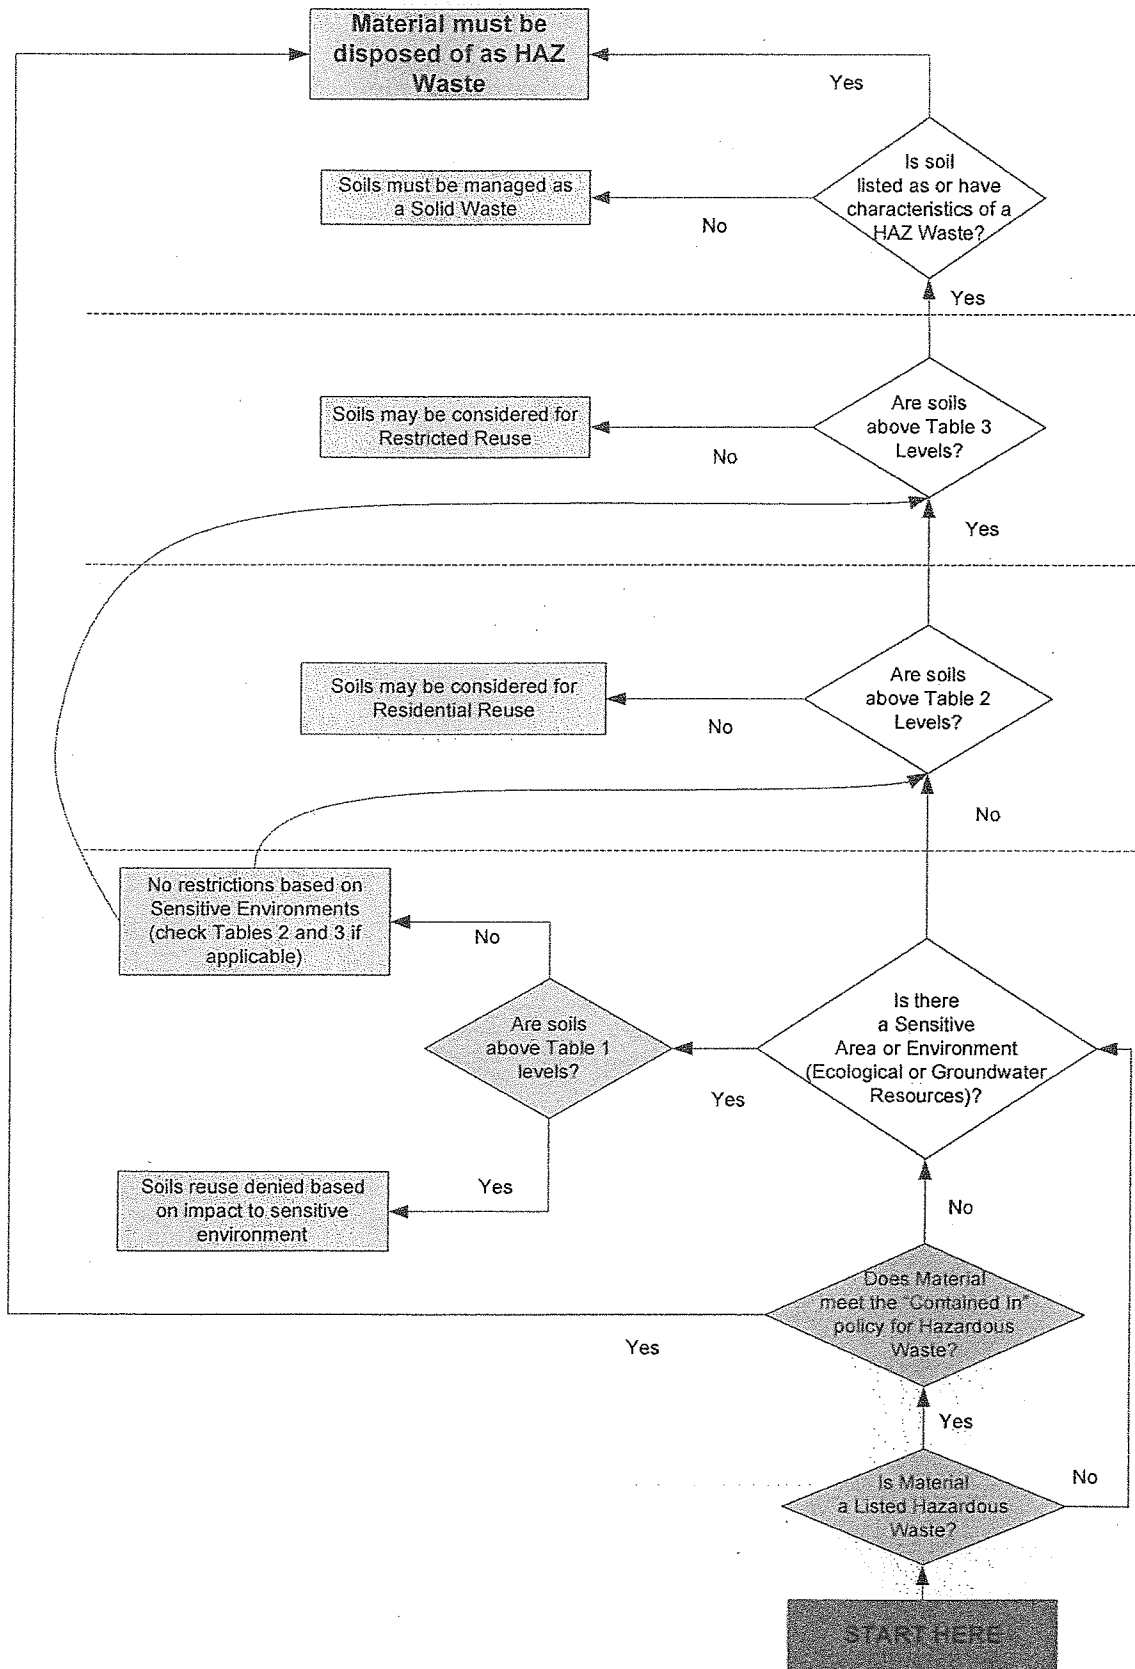 Material must be
disposed of as HAZ
Waste
Yes
Is soil
listed as or have
characteristics of a
HAZ Waste?
Soils must be managed as
a Solid Waste
No
Yes
Are soils
above Table 3
Levels?
Soils may be considered for
Restricted Reuse
No
Yes
Are soils
above Table 2
Levels?
Soils may be considered for
Residential Reuse
No
No
No restrictions based on
Sensitive Environments
(check Tables 2 and 3 if
applicable)
No
Are soils
above Table 1
levels?
Is there
a Sensitive
Area or Environment
(Ecological or Groundwater
Resources)?
Yes
Soils reuse denied based
on impact to sensitive
environment
Yes
No
Does Material
meet the "Contained In"
policy for Hazardous
Waste?
Yes
Yes
Is Material
a Listed Hazardous
Waste?
No
START HERE